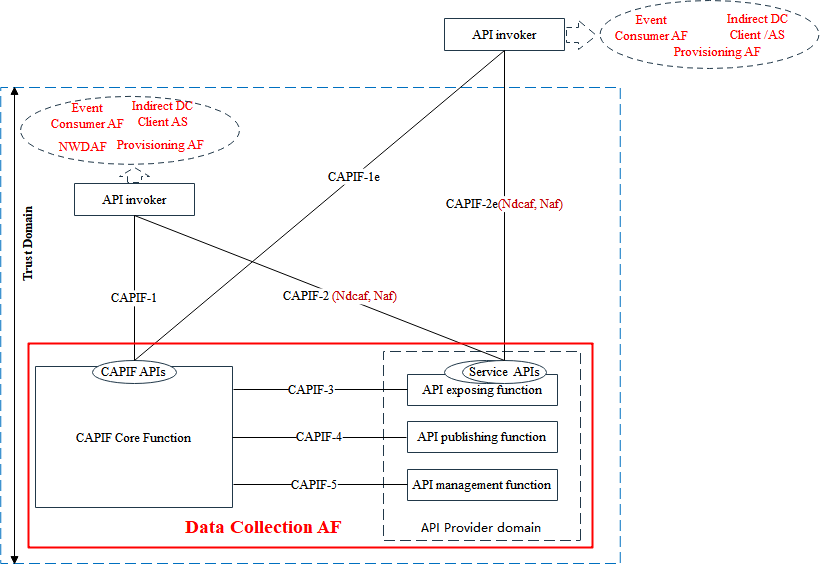 API invoker
Event
Consumer AF
Indirect DC
Client /AS
Provisioning AF
Event
Consumer AF
Indirect DC
Client AS
NWDAF
Provisioning AF
API invoker
Trust Domain
CAPIF-1e
CAPIF-2e(Ndcaf, Naf)
CAPIF-1
CAPIF-2 (Ndcaf, Naf)
CAPIF APIs
Service APIs
CAPIF Core Function
CAPIF-3
API exposing function
CAPIF-4
API publishing function
CAPIF-5
API management function
Data Collection AF
API Provider domain